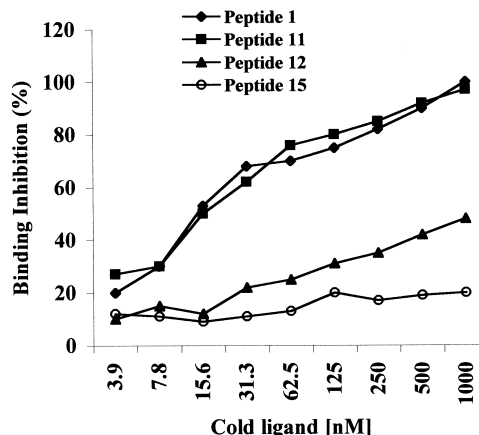 Peptide 1
Peptide 11
Peptide 12
Peptide 15
Binding Inhibition (%)
120
100
80
60
40
20
0
3.9
7.8
15.6
31.3
62.5
125
250
500
1000
Cold ligand [nM]